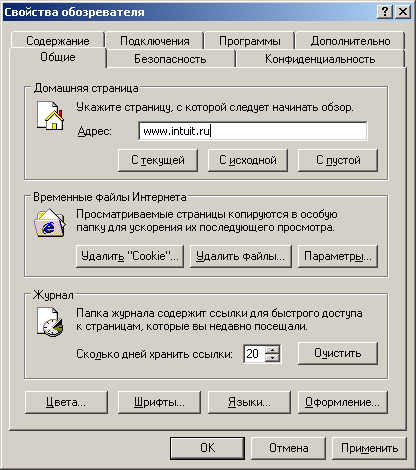 Свойства обозревателя
Содержание Подключения Программы Дополнительно
Общие Безопасность Конфиденциальность
Домашняя страница
Укажите страницу, с которой следует начинать обзор.
Адрес: www.intuit.ru
С текущей С исходной С пустой
Временные файлы Интернета
Просматриваемые страницы копируются в особую
папку для ускорения их последующего просмотра.
Удалить "Cookie"... Удалить файлы... Параметры...
Журнал
Папка журнала содержит ссылки для быстрого доступа
к страницам, которые вы недавно посещали.
Сколько дней хранить ссылки: 20 Очистить
Цвета... Шрифты... Языки... Оформление...
OK Отмена Применить